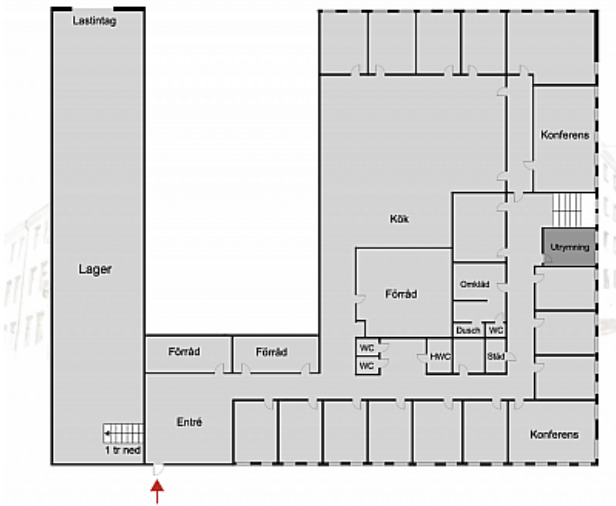 Lastintag
Konferens
Kök
Utrymning
Lager
Omkläd
Förråd
Dusch
WC
Förråd
Förråd
WC
WC
HWC
Städ
Entré
Konferens
1 tr ned